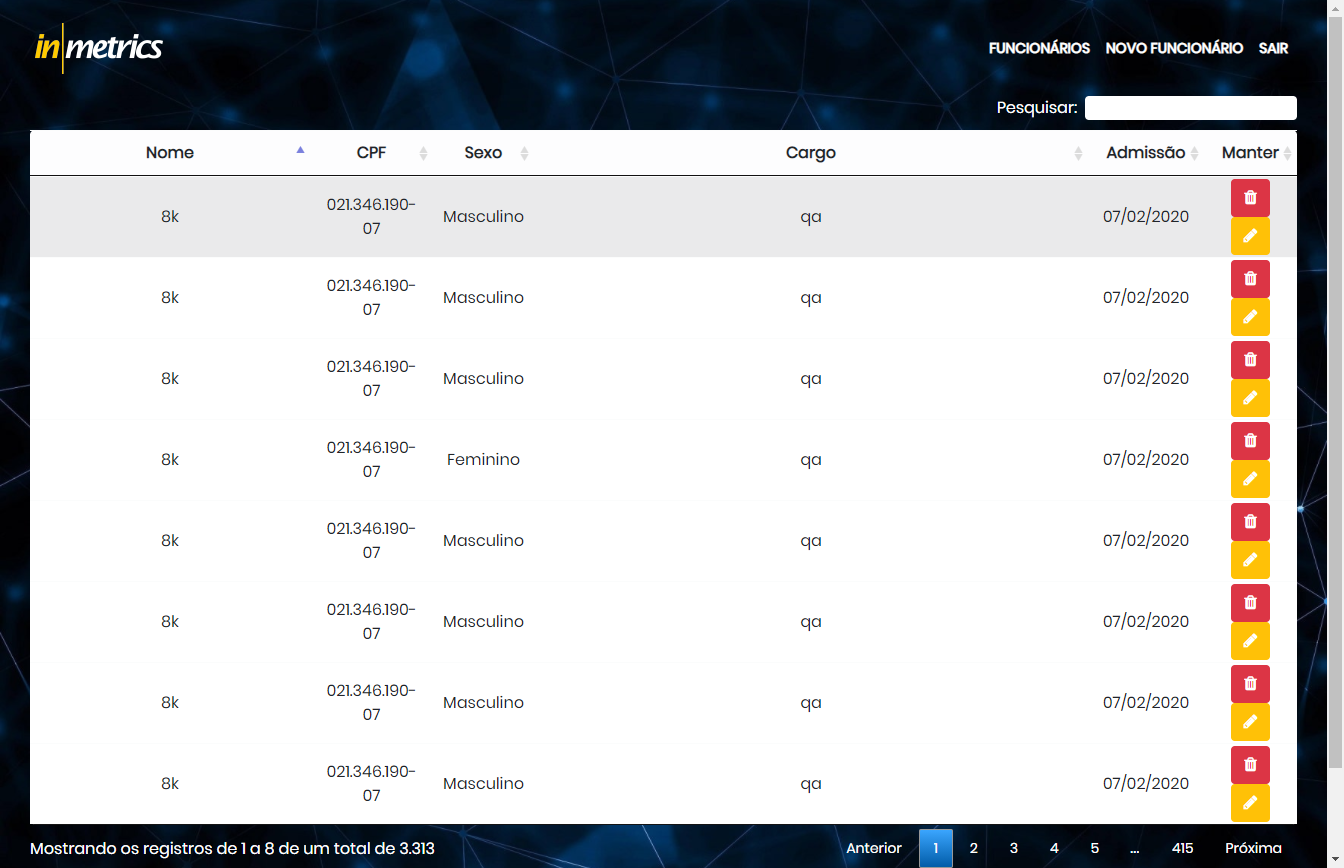 in|metrics
FUNCIONÁRIOS NOVO FUNCIONÁRIO SAIR
Pesquisar:
Nome CPF Sexo Cargo Admissão Manter
8k 021.346.190-07 Masculino qa 07/02/2020
8k 021.346.190-07 Masculino qa 07/02/2020
8k 021.346.190-07 Masculino qa 07/02/2020
8k 021.346.190-07 Feminino qa 07/02/2020
8k 021.346.190-07 Masculino qa 07/02/2020
8k 021.346.190-07 Masculino qa 07/02/2020
8k 021.346.190-07 Masculino qa 07/02/2020
8k 021.346.190-07 Masculino qa 07/02/2020
Mostrando os registros de 1 a 8 de um total de 3.313 Anterior 1 2 3 4 5 ... 415 Próxima